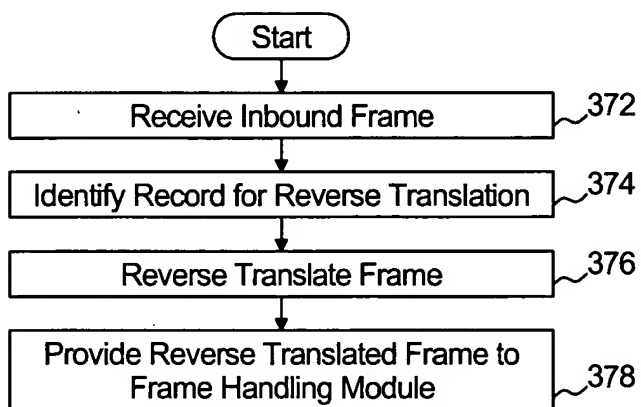 Start
Receive Inbound Frame
372
Identify Record for Reverse Translation
374
Reverse Translate Frame
376
Provide Reverse Translated Frame to
Frame Handling Module
378